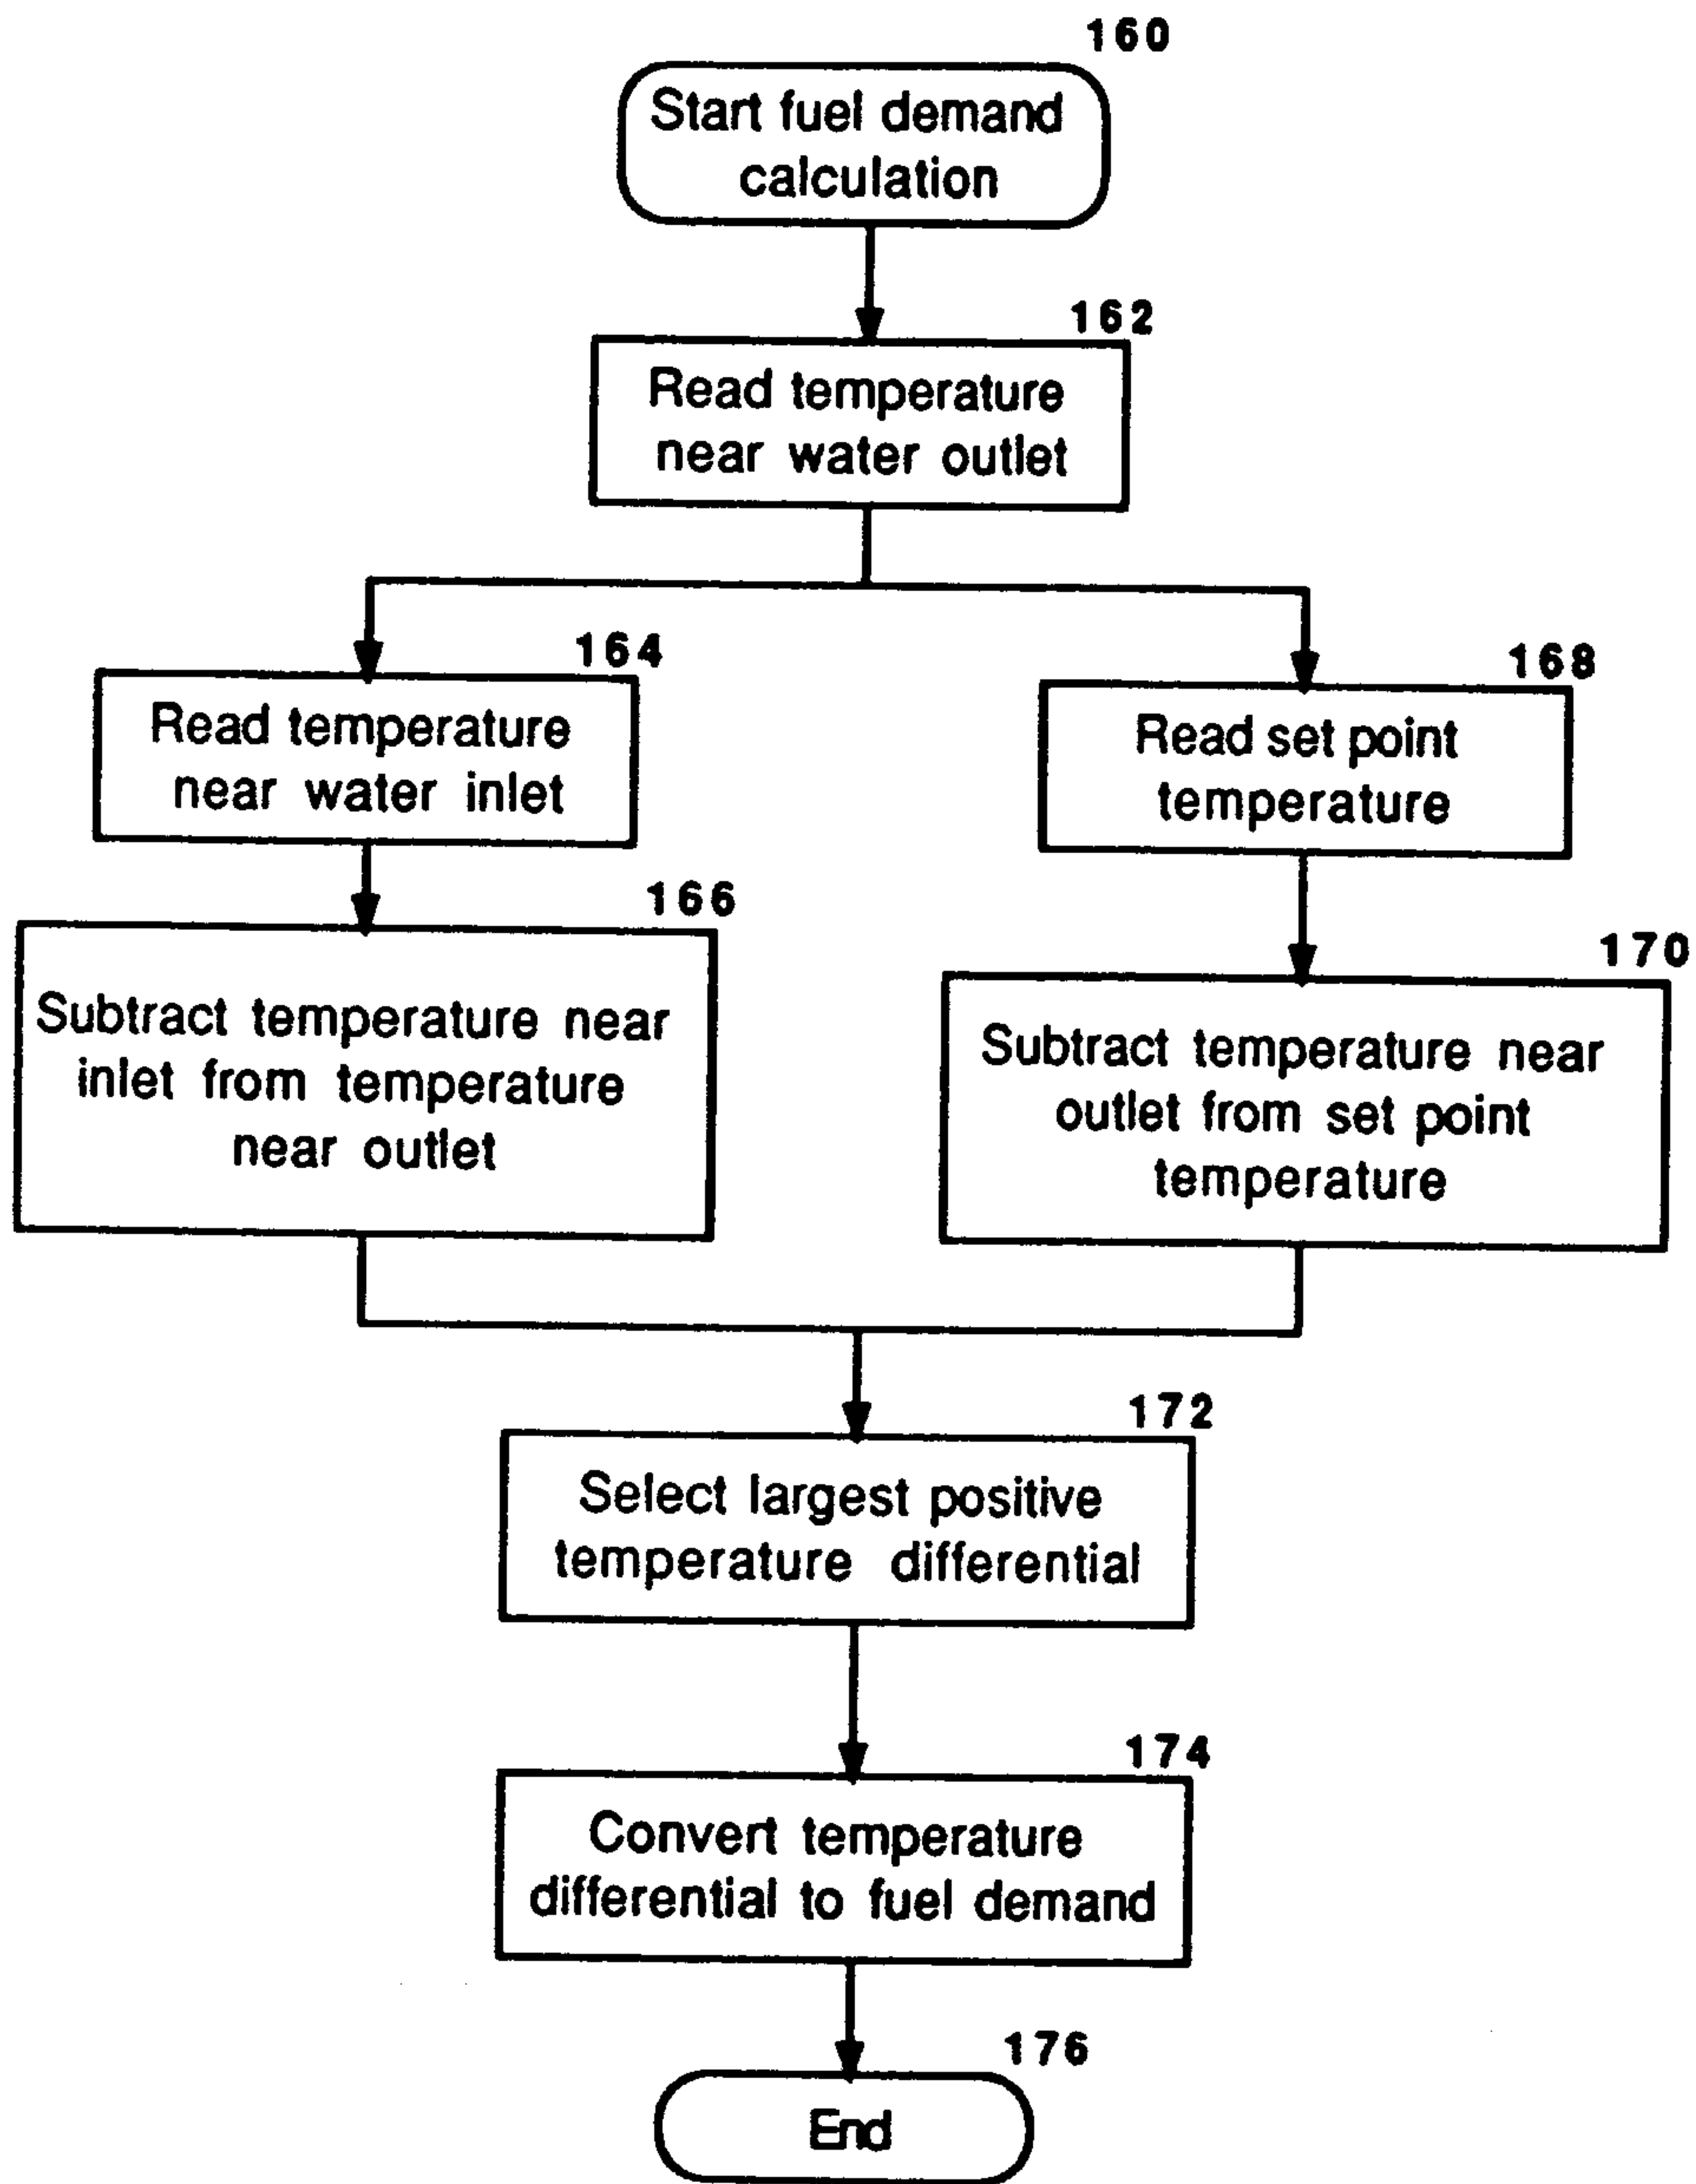 160
Start fuel demand
calculation
162
Read temperature
near water outlet
164
Read temperature
near water inlet
166
Subtract temperature near
inlet from temperature
near outlet
168
Read set point
temperature
170
Subtract temperature near
outlet from set point
temperature
172
Select largest positive
temperature differential
174
Convert temperature
differential to fuel demand
176
End